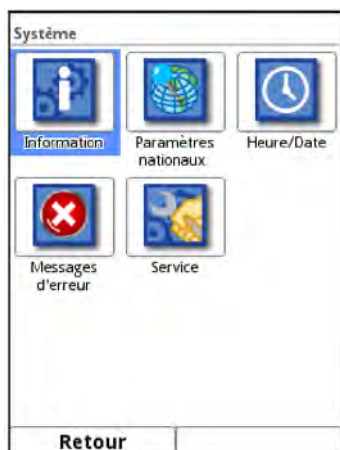 Système
Information
Paramètres
nationaux
Heure/Date
Messages
d'erreur
Service
Retour